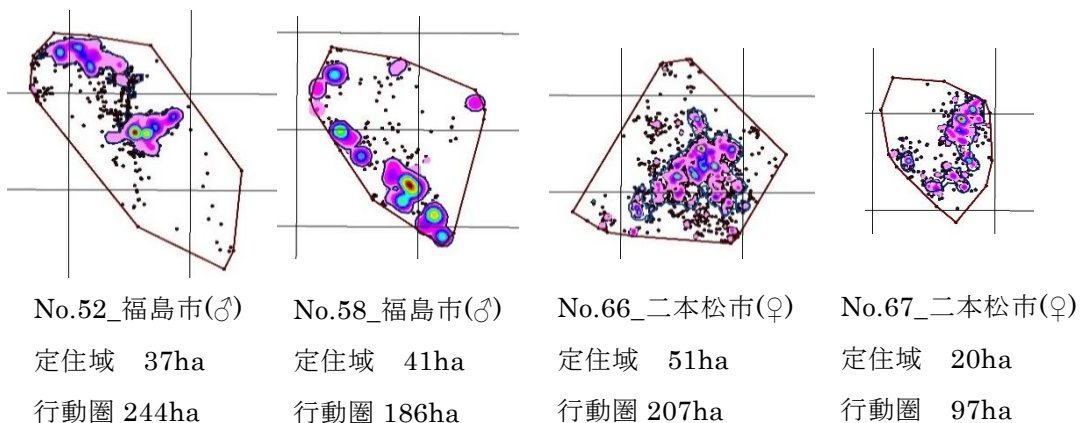 No.52_福島市(♂)
定住域　37ha
行動圏 244ha
No.58_福島市(♂)
定住域　41ha
行動圏 186ha
No.66_二本松市(♀)
定住域　51ha
行動圏 207ha
No.67_二本松市(♀)
定住域　20ha
行動圏　97ha